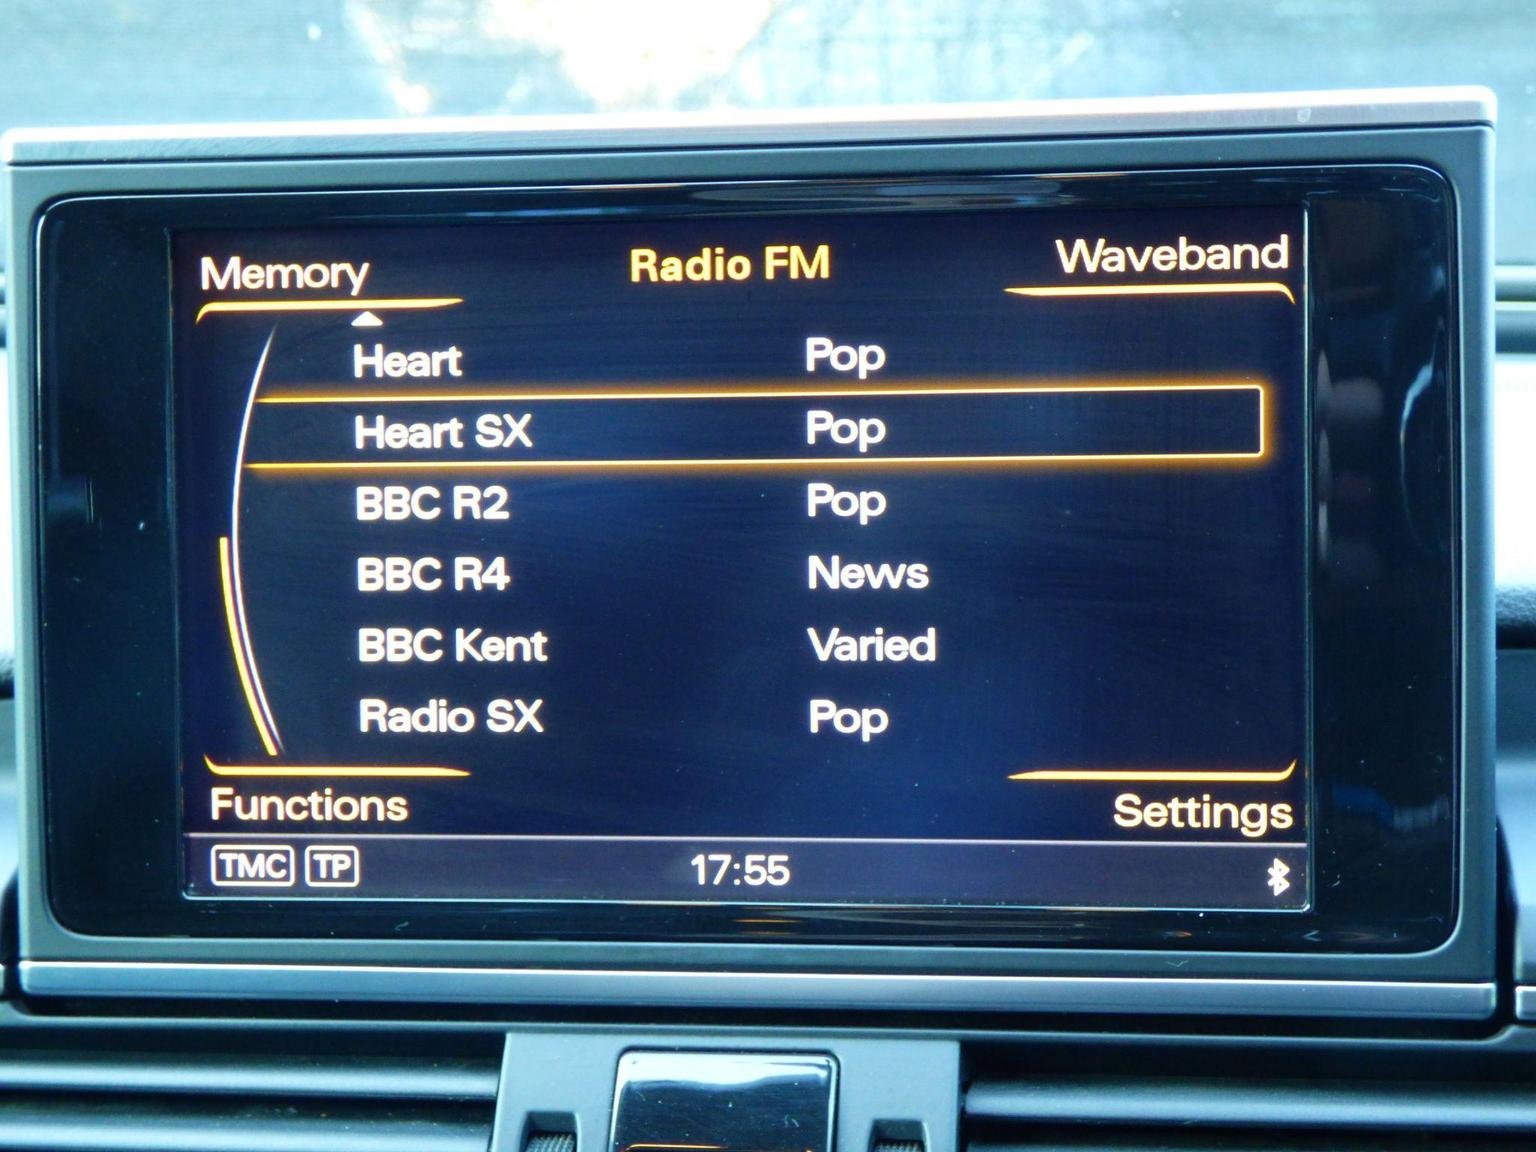 Memory Radio FM Waveband
Heart Pop
Heart SX Pop
BBC R2 Pop
BBC R4 News
BBC Kent Varied
Radio SX Pop
Functions Settings
TMC TP 17:55